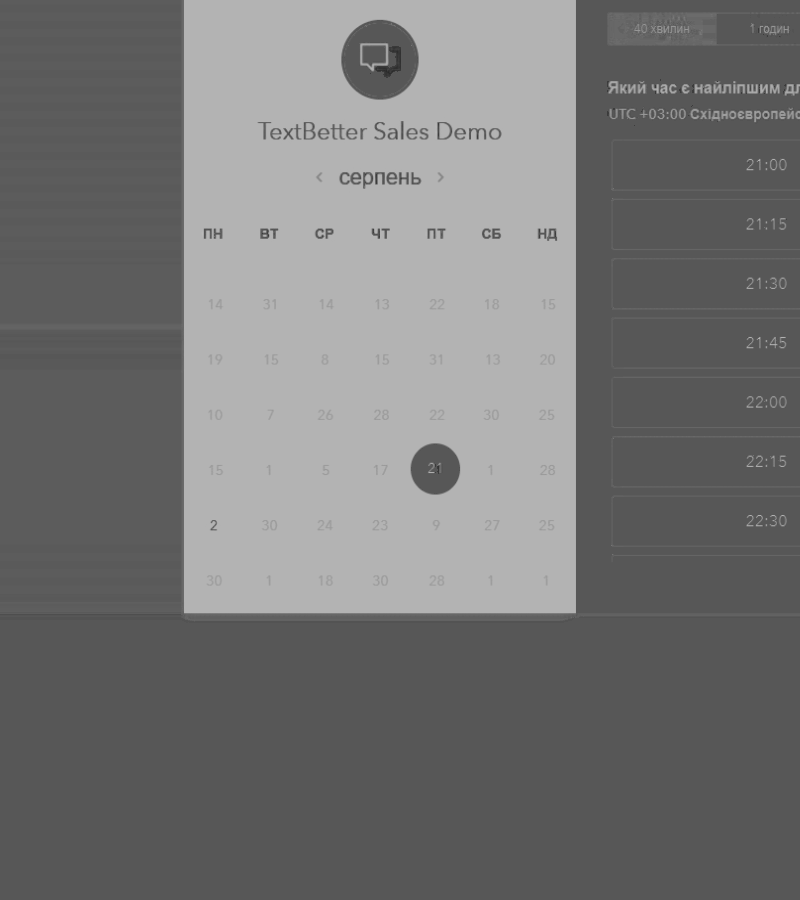 TextBetter Sales Demo
серпень
ПН ВТ СР ЧТ ПТ СБ НД
14 31 14 13 22 18 15
19 15 8 15 31 13 20
10 7 26 28 22 30 25
15 1 5 17 21 1 28
2 30 24 23 9 27 25
30 1 18 30 28 1 1
40 хвилин 1 годин
Який час є найліпшим дл
UTC +03:00 Східноєвропейс
21:00
21:15
21:30
21:45
22:00
22:15
22:30